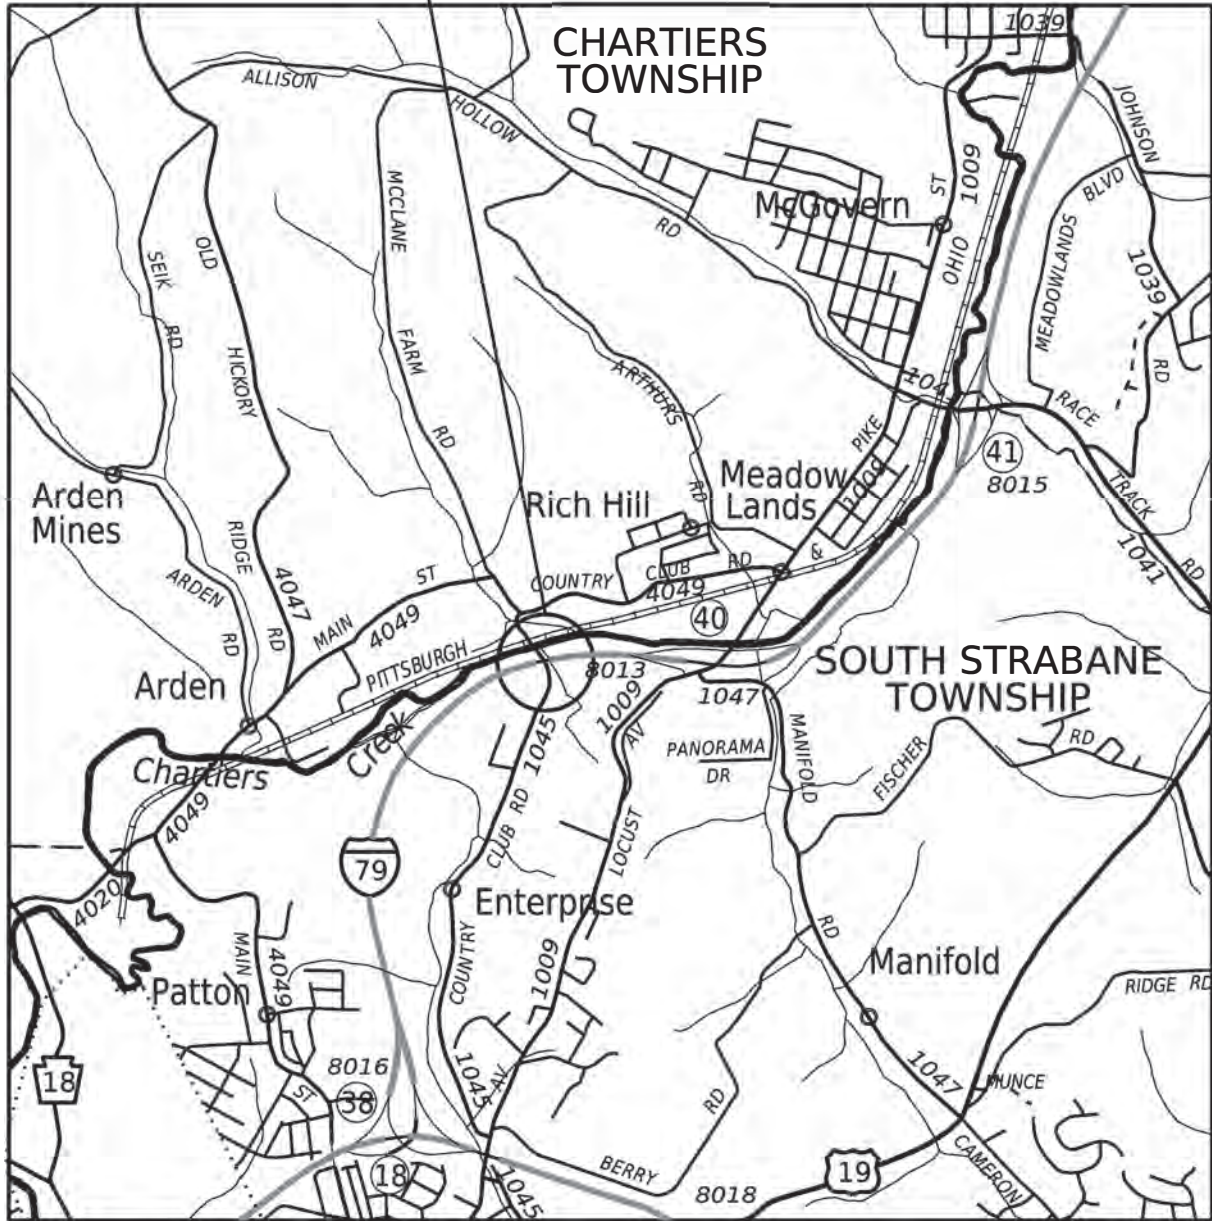 1039
CHARTIERS
TOWNSHIP
ALLISON
HOLLOW
JOHNSON
1009
ST
BLVD
MCCLANE
McGovern
RD
OLD
SEIK
OHIO
MEADOWLANDS
1039
RD
HICKORY
FARM
ARTHURS
RD
104
RACE
RD
PIKE
41
8015
Arden
Mines
Rich Hill
RD
Meadow
Lands
1009
TRACK
RIDGE
&
1041
RD
ARDEN
4047
ST
COUNTRY
CLUB
RD
4049
RD
RD
MAIN
4049
40
PITTSBURGH
8013
SOUTH STRABANE
TOWNSHIP
Arden
1047
1009
AV
MANIFOLD
1045
Creek
PANORAMA
DR
RD
FISCHER
Chartiers
4049
RD
CLUB
LOCUST
79
4020
Enterprise
RD
MAIN
4049
COUNTRY
1009
Manifold
Patton
RIDGE RD
18
8016
1045
1047
MUNCE
ST
38
AV
RD
CAMERON
18
BERRY
19
1045
8018